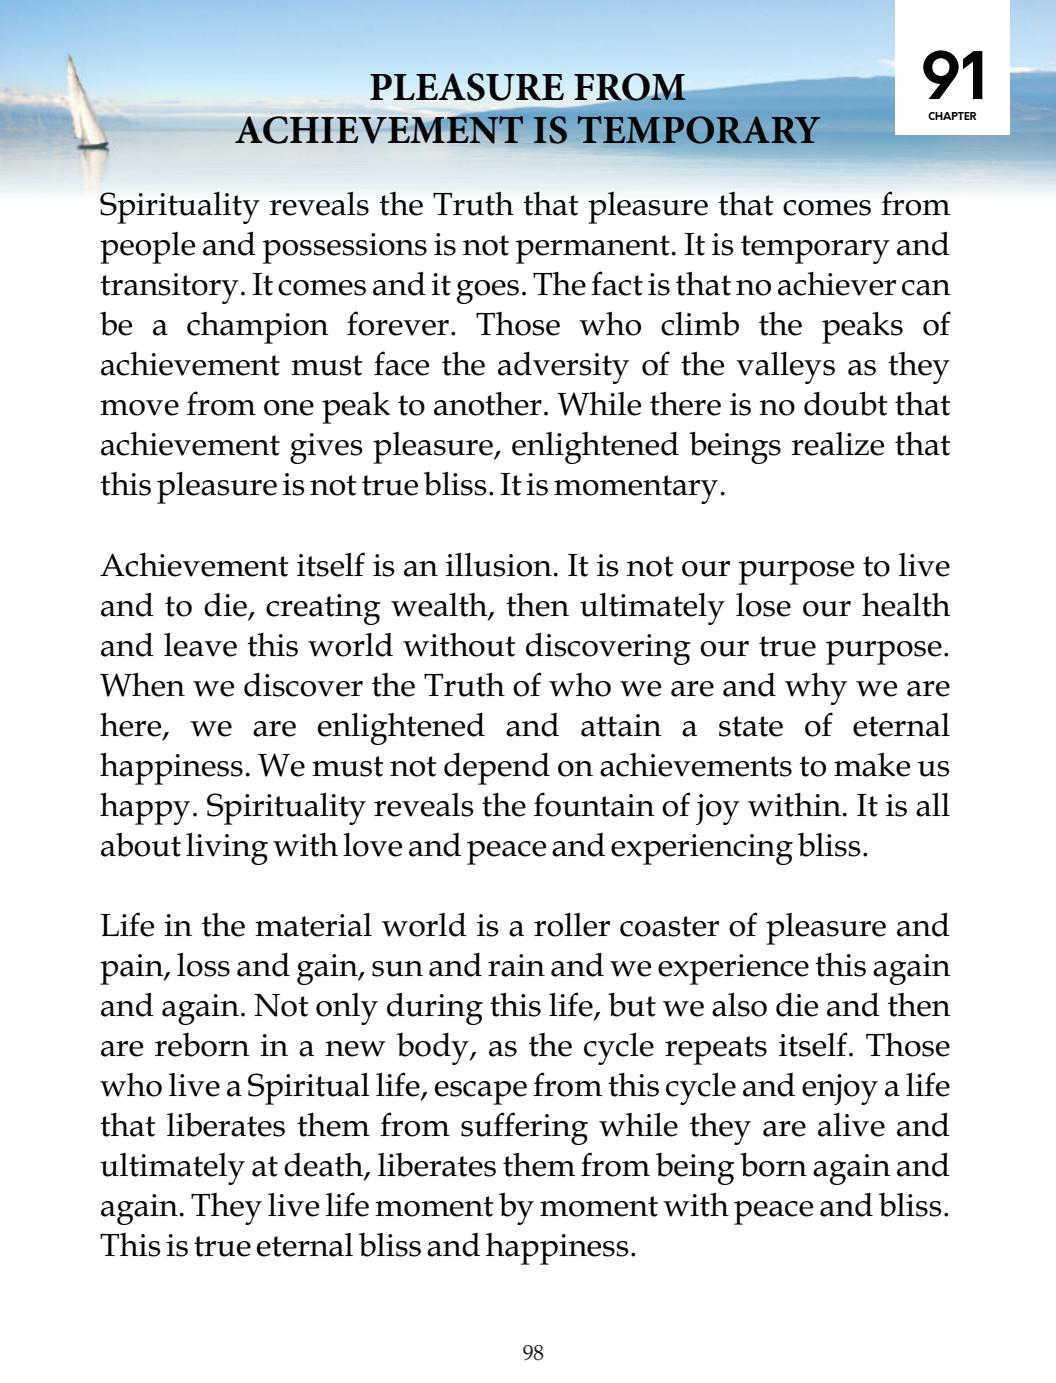 91
CHAPTER
PLEASURE FROM
ACHIEVEMENT IS TEMPORARY
Spirituality reveals the Truth that pleasure that comes from
people and possessions is not permanent. It is temporary and
transitory. It comes and it goes. The fact is that no achiever can
be a champion forever. Those who climb the peaks of
achievement must face the adversity of the valleys as they
move from one peak to another. While there is no doubt that
achievement gives pleasure, enlightened beings realize that
this pleasure is not true bliss. It is momentary.
Achievement itself is an illusion. It is not our purpose to live
and to die, creating wealth, then ultimately lose our health
and leave this world without discovering our true purpose.
When we discover the Truth of who we are and why we are
here, we are enlightened and attain a state of eternal
happiness. We must not depend on achievements to make us
happy. Spirituality reveals the fountain of joy within. It is all
about living with love and peace and experiencing bliss.
Life in the material world is a roller coaster of pleasure and
pain, loss and gain, sun and rain and we experience this again
and again. Not only during this life, but we also die and then
are reborn in a new body, as the cycle repeats itself. Those
who live a Spiritual life, escape from this cycle and enjoy a life
that liberates them from suffering while they are alive and
ultimately at death, liberates them from being born again and
again. They live life moment by moment with peace and bliss.
This is true eternal bliss and happiness.
98